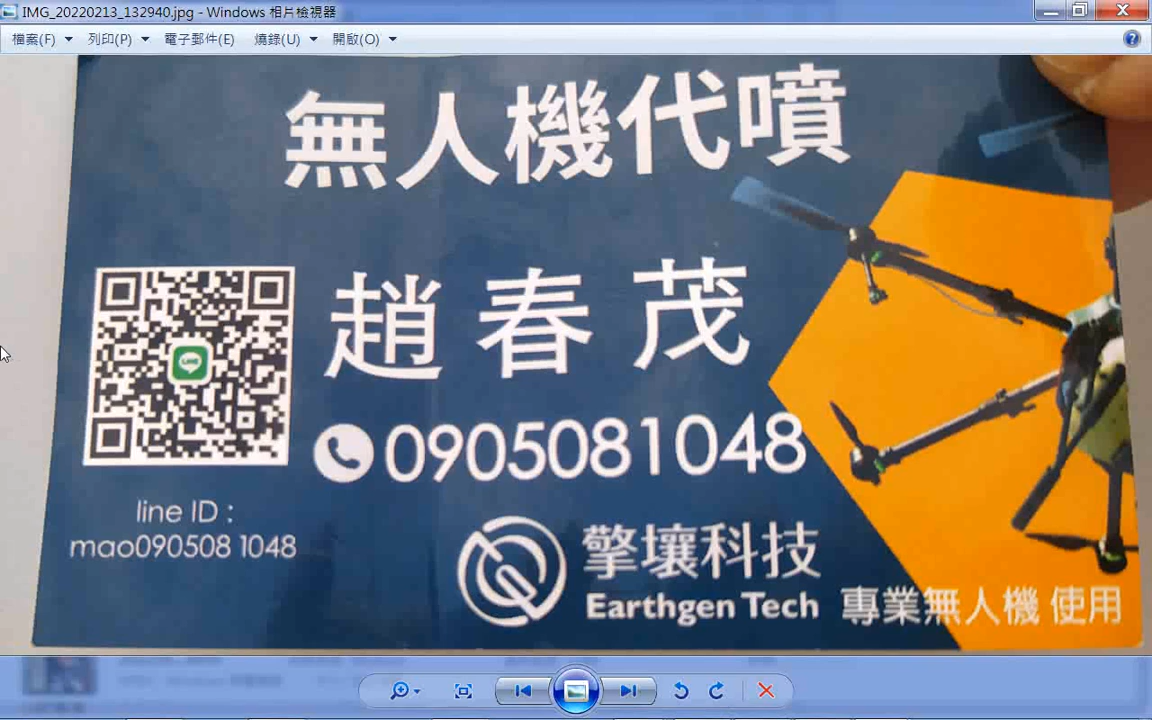 IMG_20220213_132940.jpg - Windows 相片檢視器
檔案(F) 列印(P) 電子郵件(E) 燒錄(U) 開啟(O)
無人機代噴
趙春茂
0905081048
LINE
line ID :
mao090508 1048
擎壤科技
Earthgen Tech
專業無人機 使用